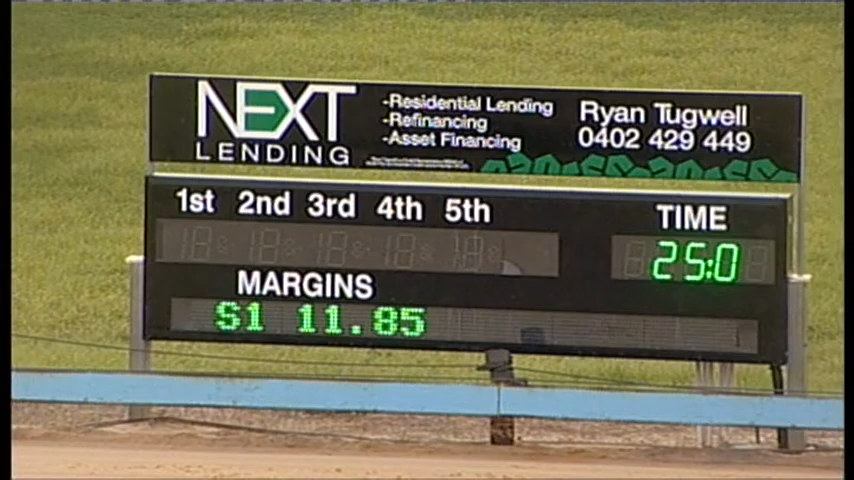 NEXT
LENDING
-Residential Lending
-Refinancing
-Asset Financing
Ryan Tugwell
0402 429 449
1st 2nd 3rd 4th 5th
TIME
25:0
MARGINS
S1 11.85